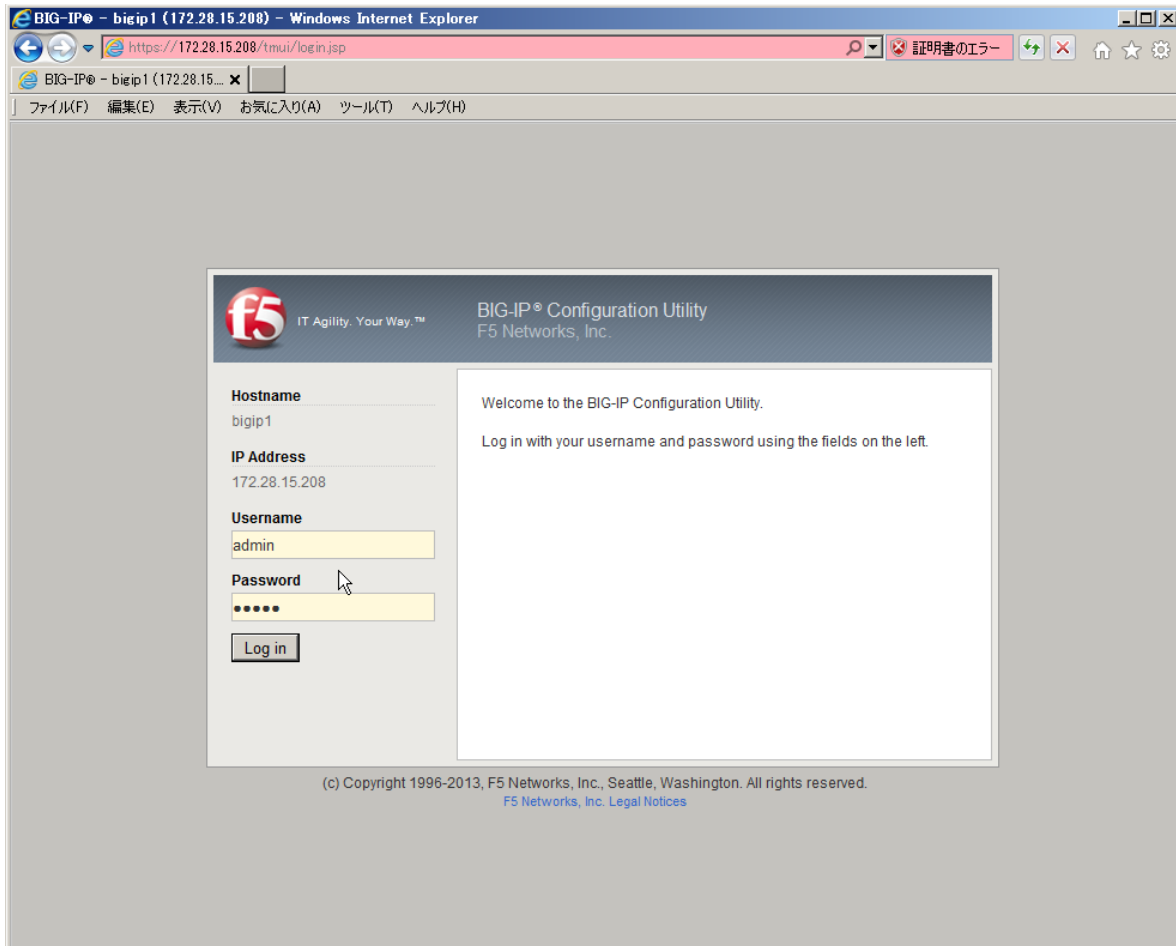 BIG-IP® - bigip1 (172.28.15.208) - Windows Internet Explorer
https://172.28.15.208/tmui/login.jsp
証明書のエラー
BIG-IP® - bigip1 (172.28.15....
ファイル(F) 編集(E) 表示(V) お気に入り(A) ツール(T) ヘルプ(H)
f5
IT Agility. Your Way.™
BIG-IP® Configuration Utility
F5 Networks, Inc.
Hostname
bigip1
IP Address
172.28.15.208
Username
admin
Password
•••••
Log in
Welcome to the BIG-IP Configuration Utility.
Log in with your username and password using the fields on the left.
(c) Copyright 1996-2013, F5 Networks, Inc., Seattle, Washington. All rights reserved.
F5 Networks, Inc. Legal Notices